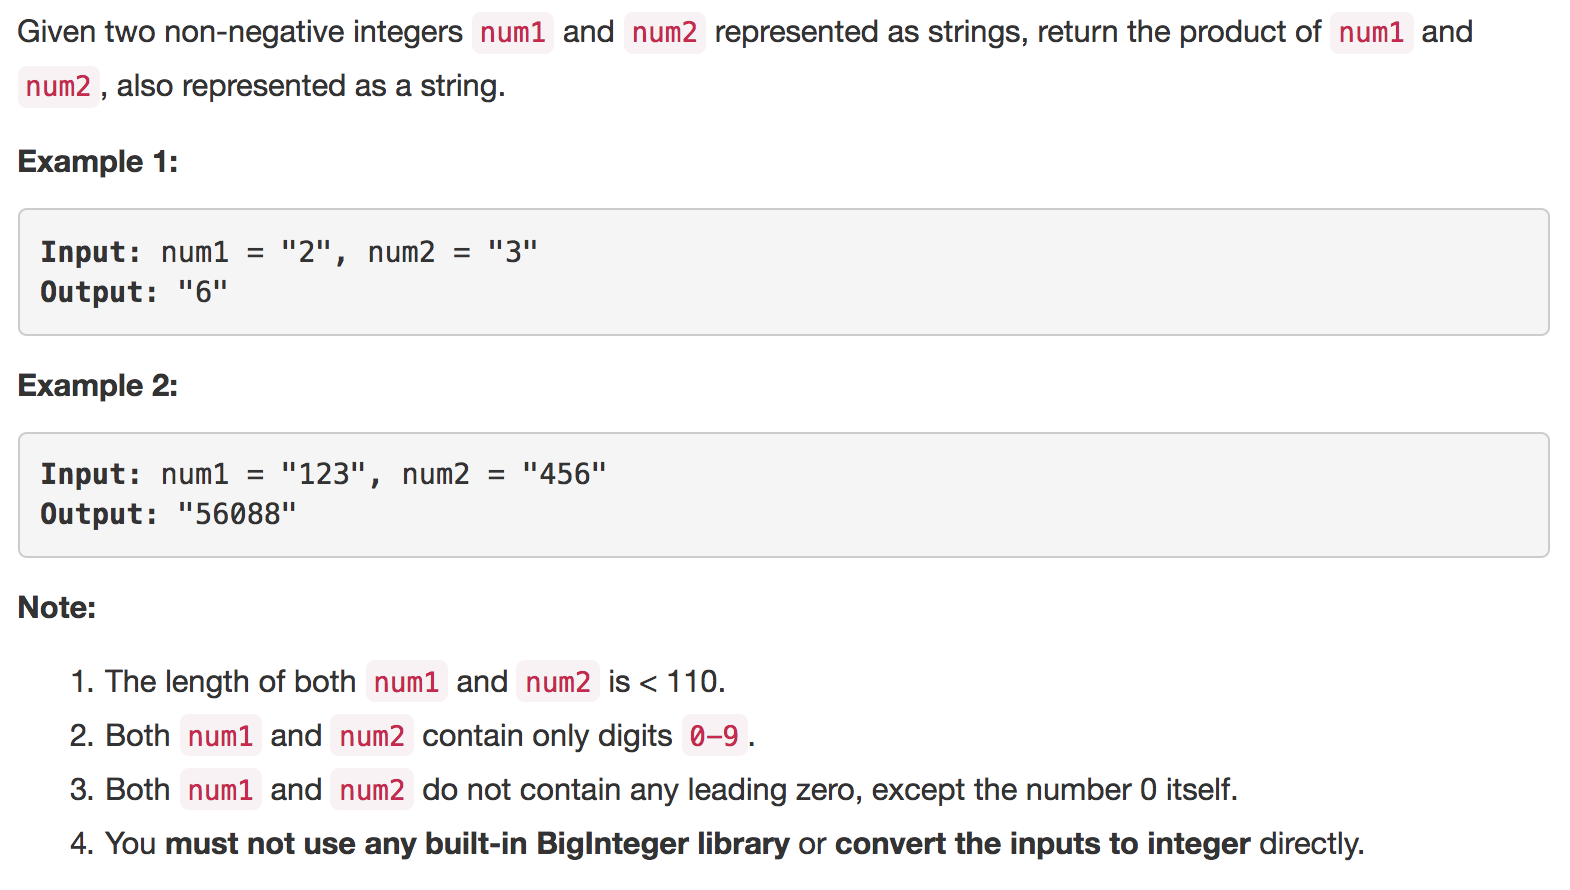 Given two non-negative integers num1 and num2 represented as strings, return the product of num1 and
num2 , also represented as a string.
Example 1:
Input: num1 = "2", num2 = "3"
Output: "6"
Example 2:
Input: num1 = "123", num2 = "456"
Output: "56088"
Note:
1. The length of both num1 and num2 is < 110.
2. Both num1 and num2 contain only digits 0-9 .
3. Both num1 and num2 do not contain any leading zero, except the number 0 itself.
4. You must not use any built-in BigInteger library or convert the inputs to integer directly.